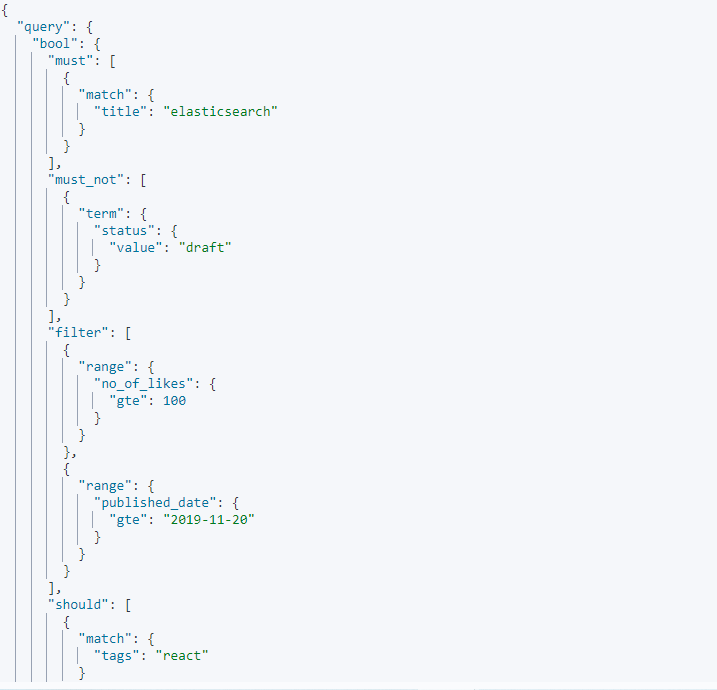 {
"query": {
"bool": {
"must": [
{
"match": {
"title": "elasticsearch"
}
}
],
"must_not": [
{
"term": {
"status": {
"value": "draft"
}
}
}
],
"filter": [
{
"range": {
"no_of_likes": {
"gte": 100
}
}
},
{
"range": {
"published_date": {
"gte": "2019-11-20"
}
}
}
],
"should": [
{
"match": {
"tags": "react"
}